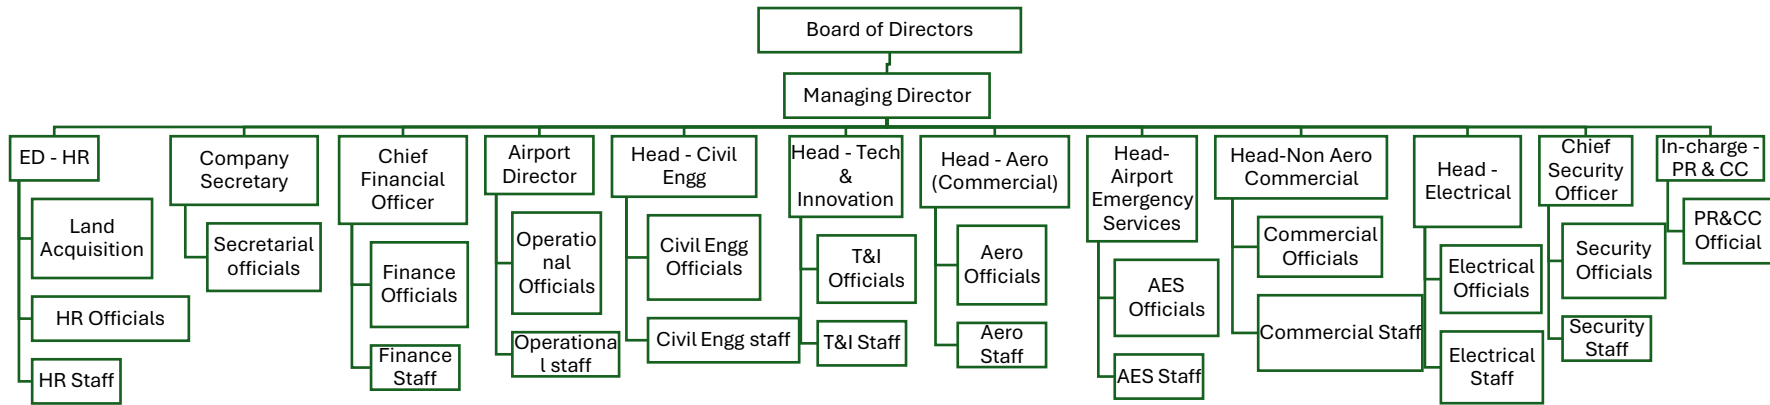 Board of Directors
Managing Director
ED - HR
Land
Acquisition
HR Officials
HR Staff
Company
Secretary
Secretarial
officials
Chief
Financial
Officer
Finance
Officials
Finance
Staff
Airport
Director
Operatio
nal
Officials
Operationa
l staff
Head - Civil
Engg
Civil Engg
Officials
Civil Engg staff
Head - Tech
&
Innovation
T&I
Officials
T&I Staff
Head - Aero
(Commercial)
Aero
Officials
Aero
Staff
Head-
Airport
Emergency
Services
AES
Officials
AES Staff
Head-Non Aero
Commercial
Commercial
Officials
Commercial Staff
Head -
Electrical
Electrical
Officials
Electrical
Staff
Chief
Security
Officer
Security
Officials
Security
Staff
In-charge -
PR & CC
PR&CC
Official